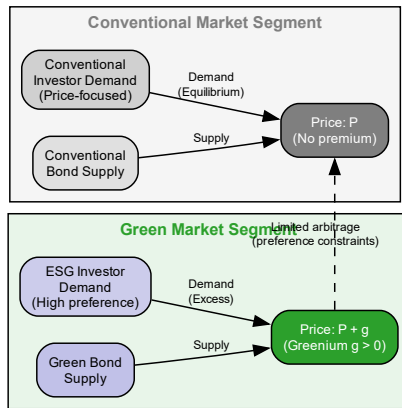 Conventional Market Segment
Conventional
Investor Demand
(Price-focused)
Demand
(Equilibrium)
Price: P
(No premium)
Conventional
Bond Supply
Supply
Limited arbitrage
(preference constraints)
Green Market Segment
ESG Investor
Demand
(High preference)
Demand
(Excess)
Price: P + g
(Greenium g > 0)
Green Bond
Supply
Supply